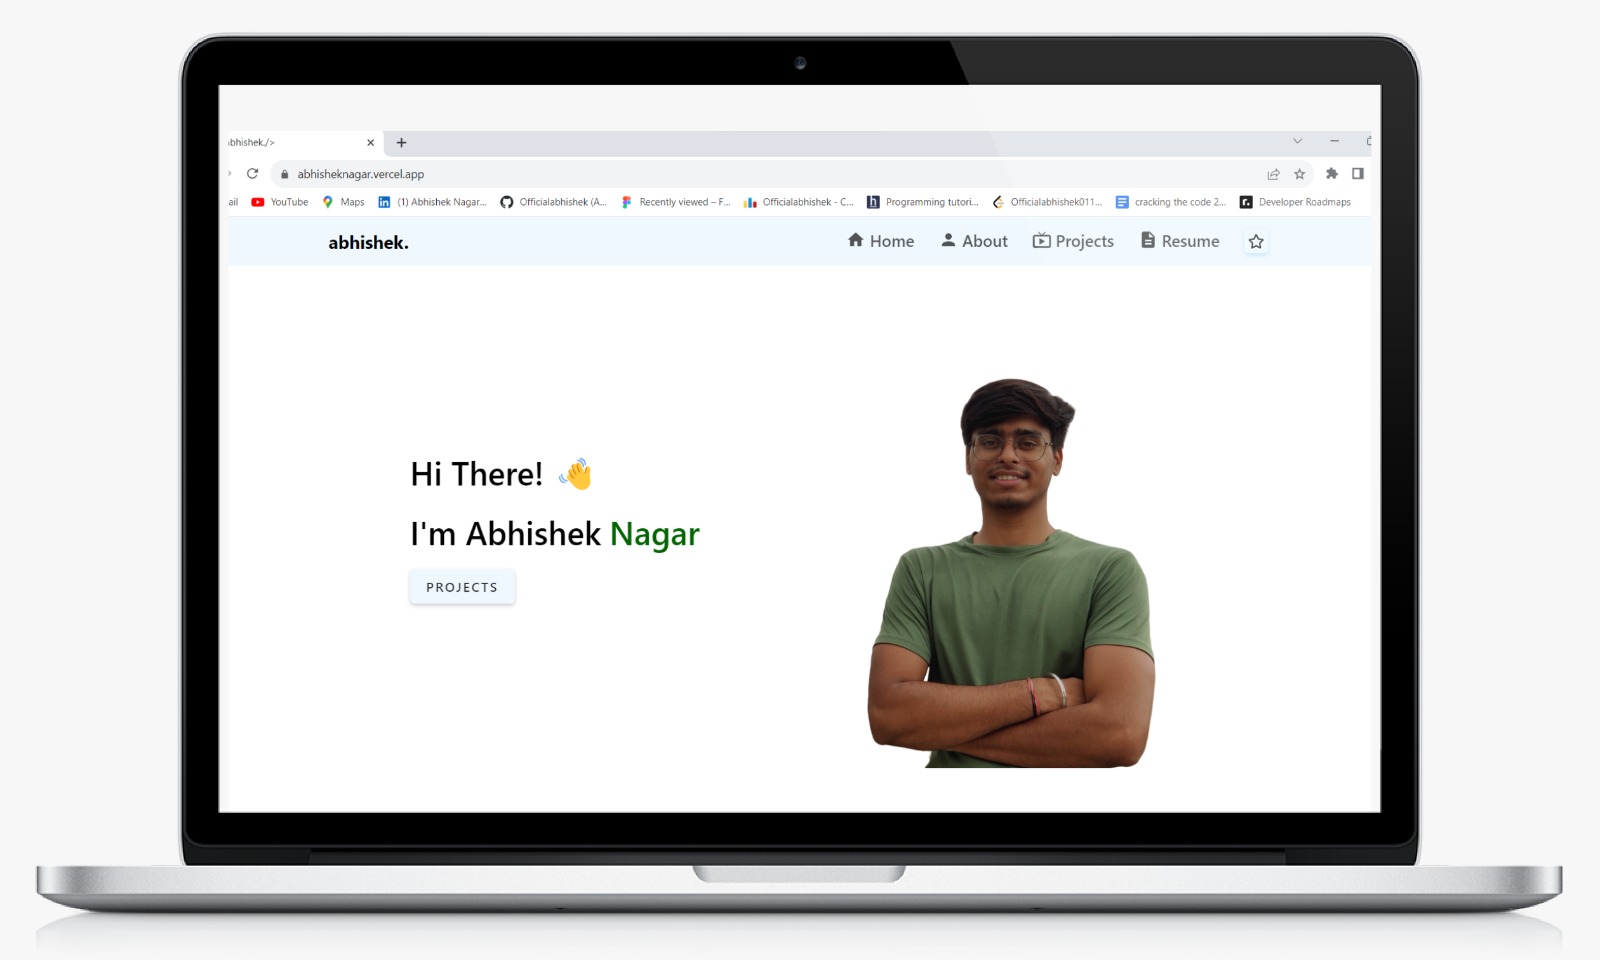 abhishek./>
abhisheknagar.vercel.app
ail YouTube Maps (1) Abhishek Nagar... Officialabhishek (A... Recently viewed – F... Officialabhishek - C... Programming tutori... Officialabhishek011... cracking the code 2... Developer Roadmaps
abhishek. Home About Projects Resume
Hi There! 👋
I'm Abhishek Nagar
PROJECTS